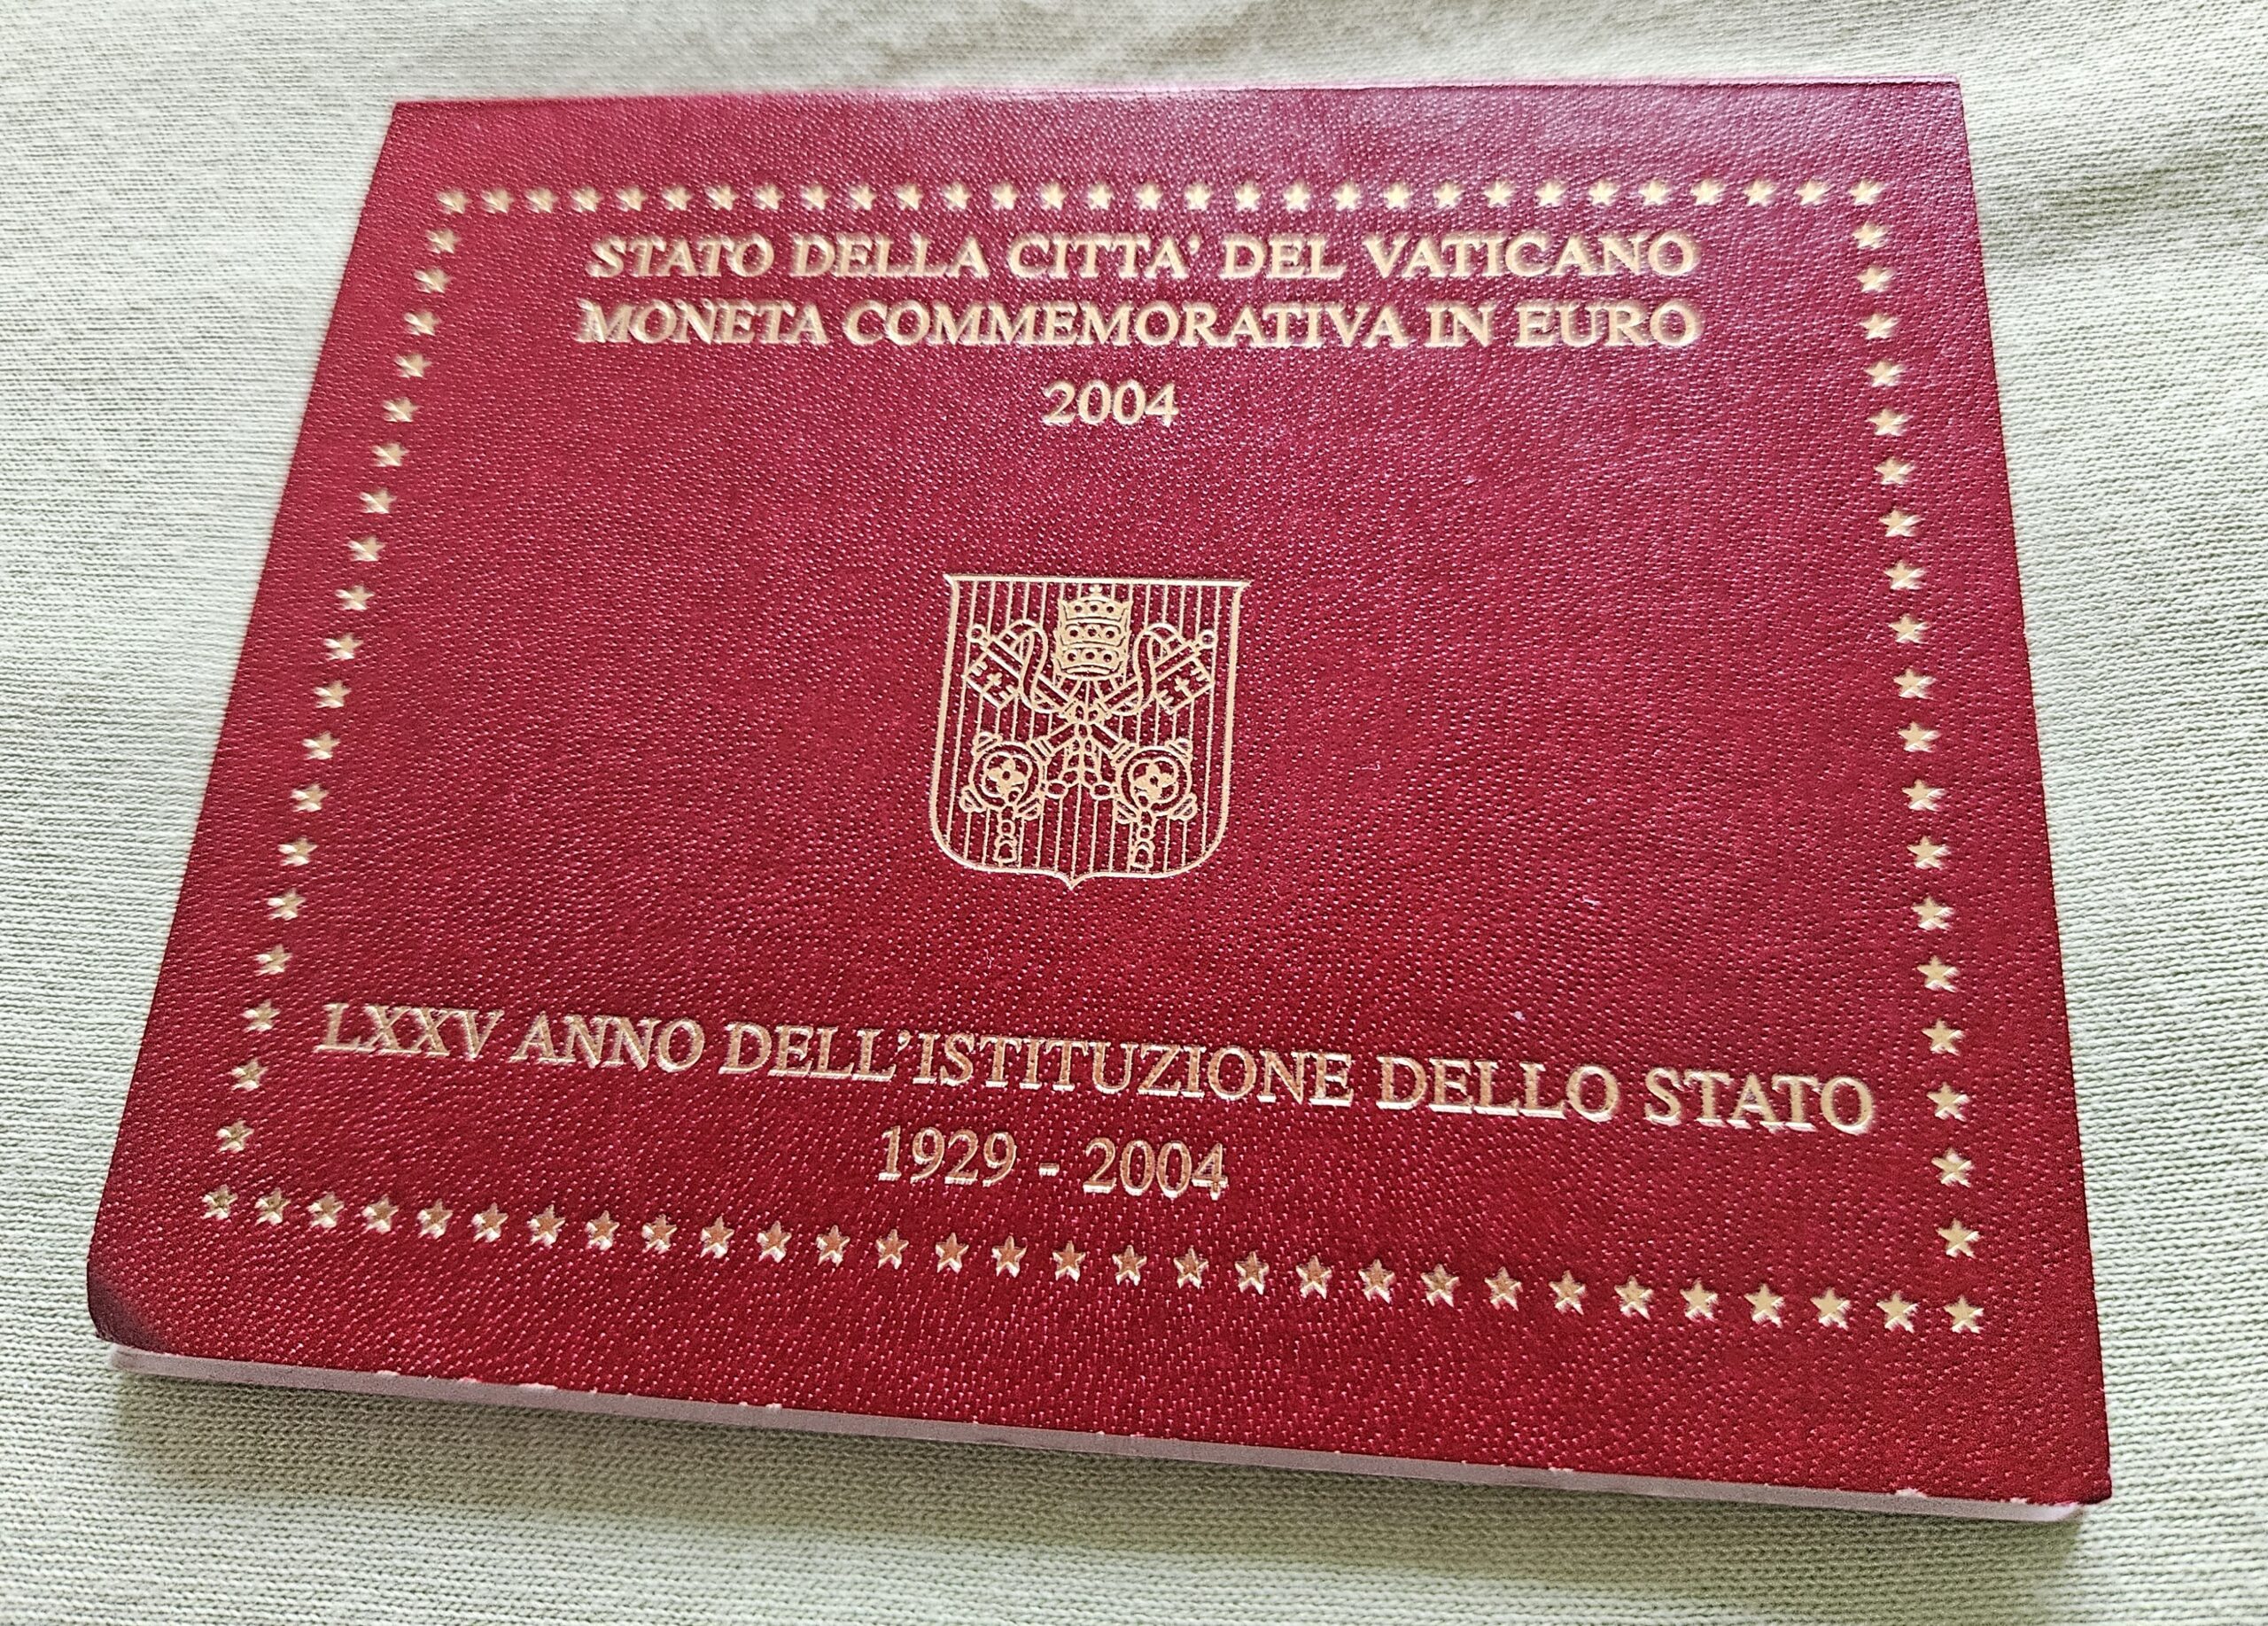 STATO DELLA CITTA' DEL VATICANO
MONETA COMMEMORATIVA IN EURO
2004
LXXV ANNO DELL'ISTITUZIONE DELLO STATO
1929 - 2004